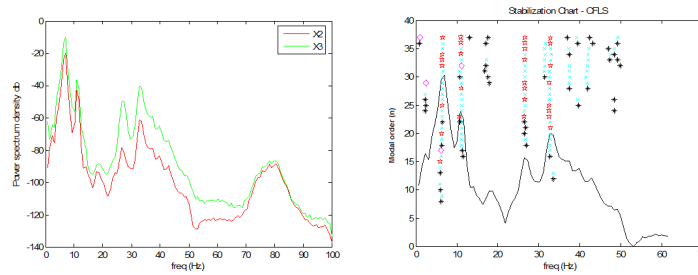 Stabilization Chart - CFLS
X2
X3
Power spectrum density db
0
-20
-40
-60
-80
-100
-120
-140
0 10 20 30 40 50 60 70 80 90 100
freq (Hz)
Modal order (n)
40
35
30
25
20
15
10
5
0
0 10 20 30 40 50 60
freq (Hz)